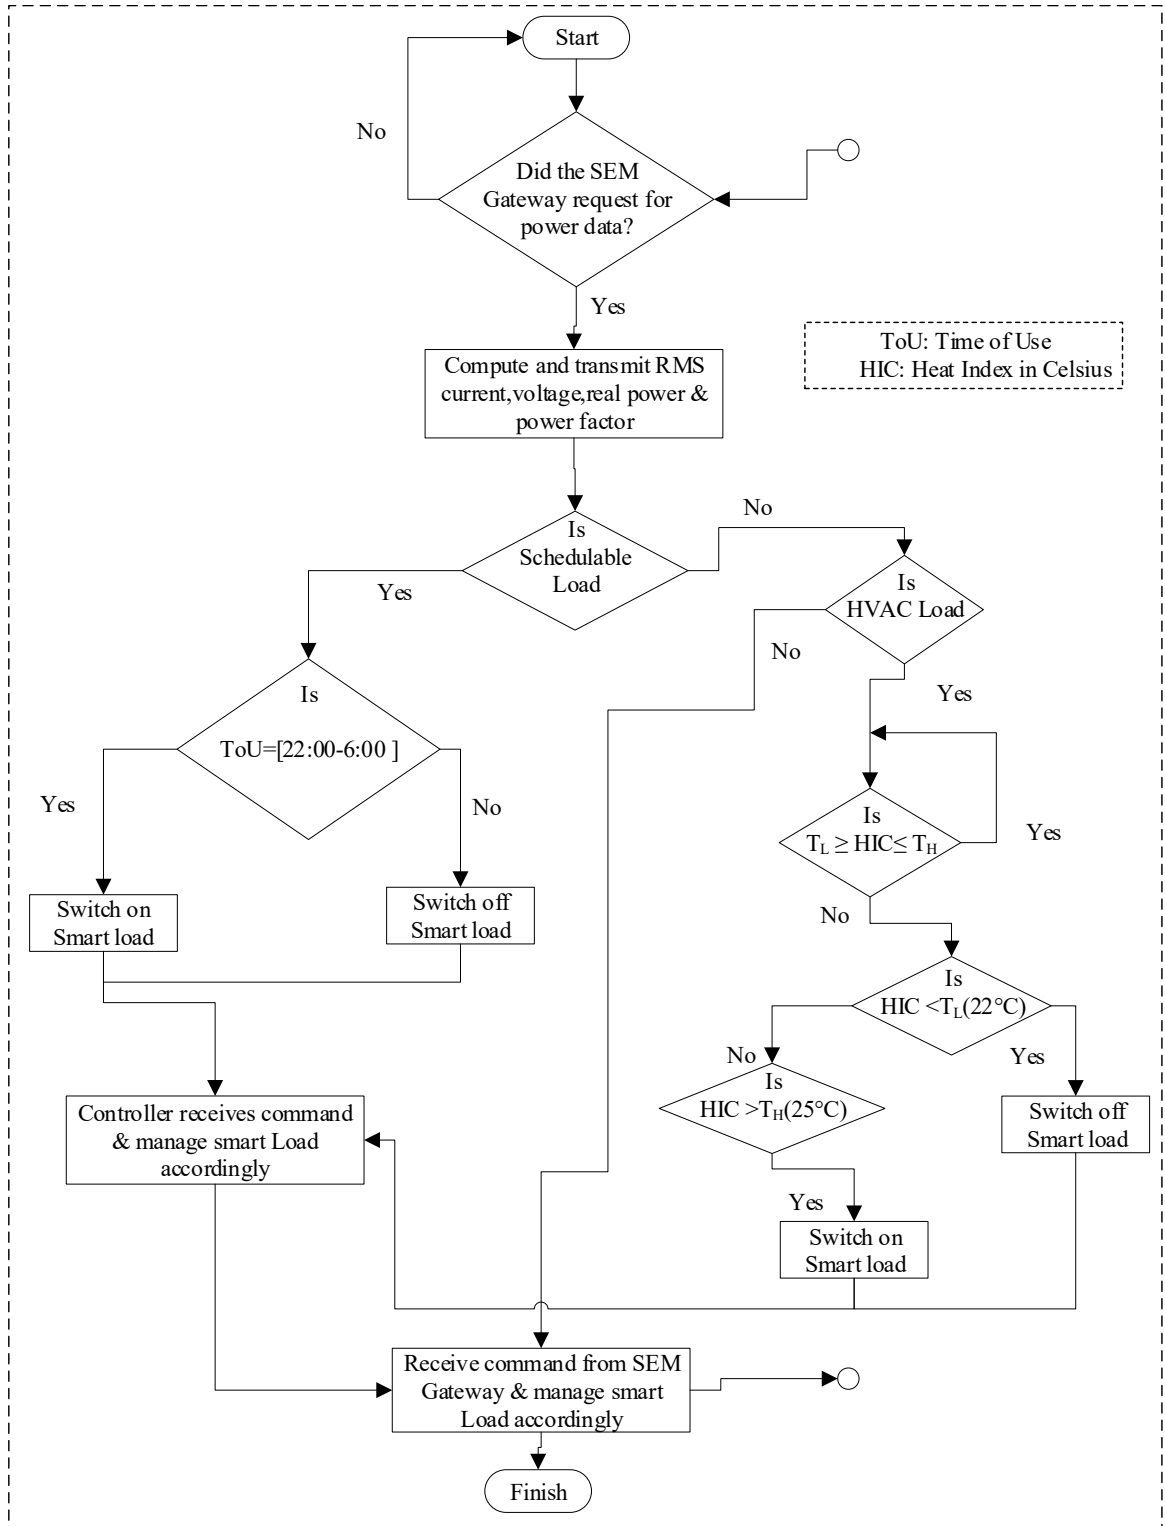 Start
No
Did the SEM
Gateway request for
power data?
Yes
ToU: Time of Use
HIC: Heat Index in Celsius
Compute and transmit RMS
current,voltage,real power &
power factor
No
Is
Schedulable
Load
Yes
Is
HVAC Load
No
Yes
Is
ToU=[22:00-6:00 ]
Yes
No
Is
T_L ≥ HIC≤ T_H
Yes
No
Switch on
Smart load
Switch off
Smart load
Is
HIC <T_L(22°C)
No
Yes
Is
HIC >T_H(25°C)
Switch off
Smart load
Controller receives command
& manage smart Load
accordingly
Yes
Switch on
Smart load
Receive command from SEM
Gateway & manage smart
Load accordingly
Finish